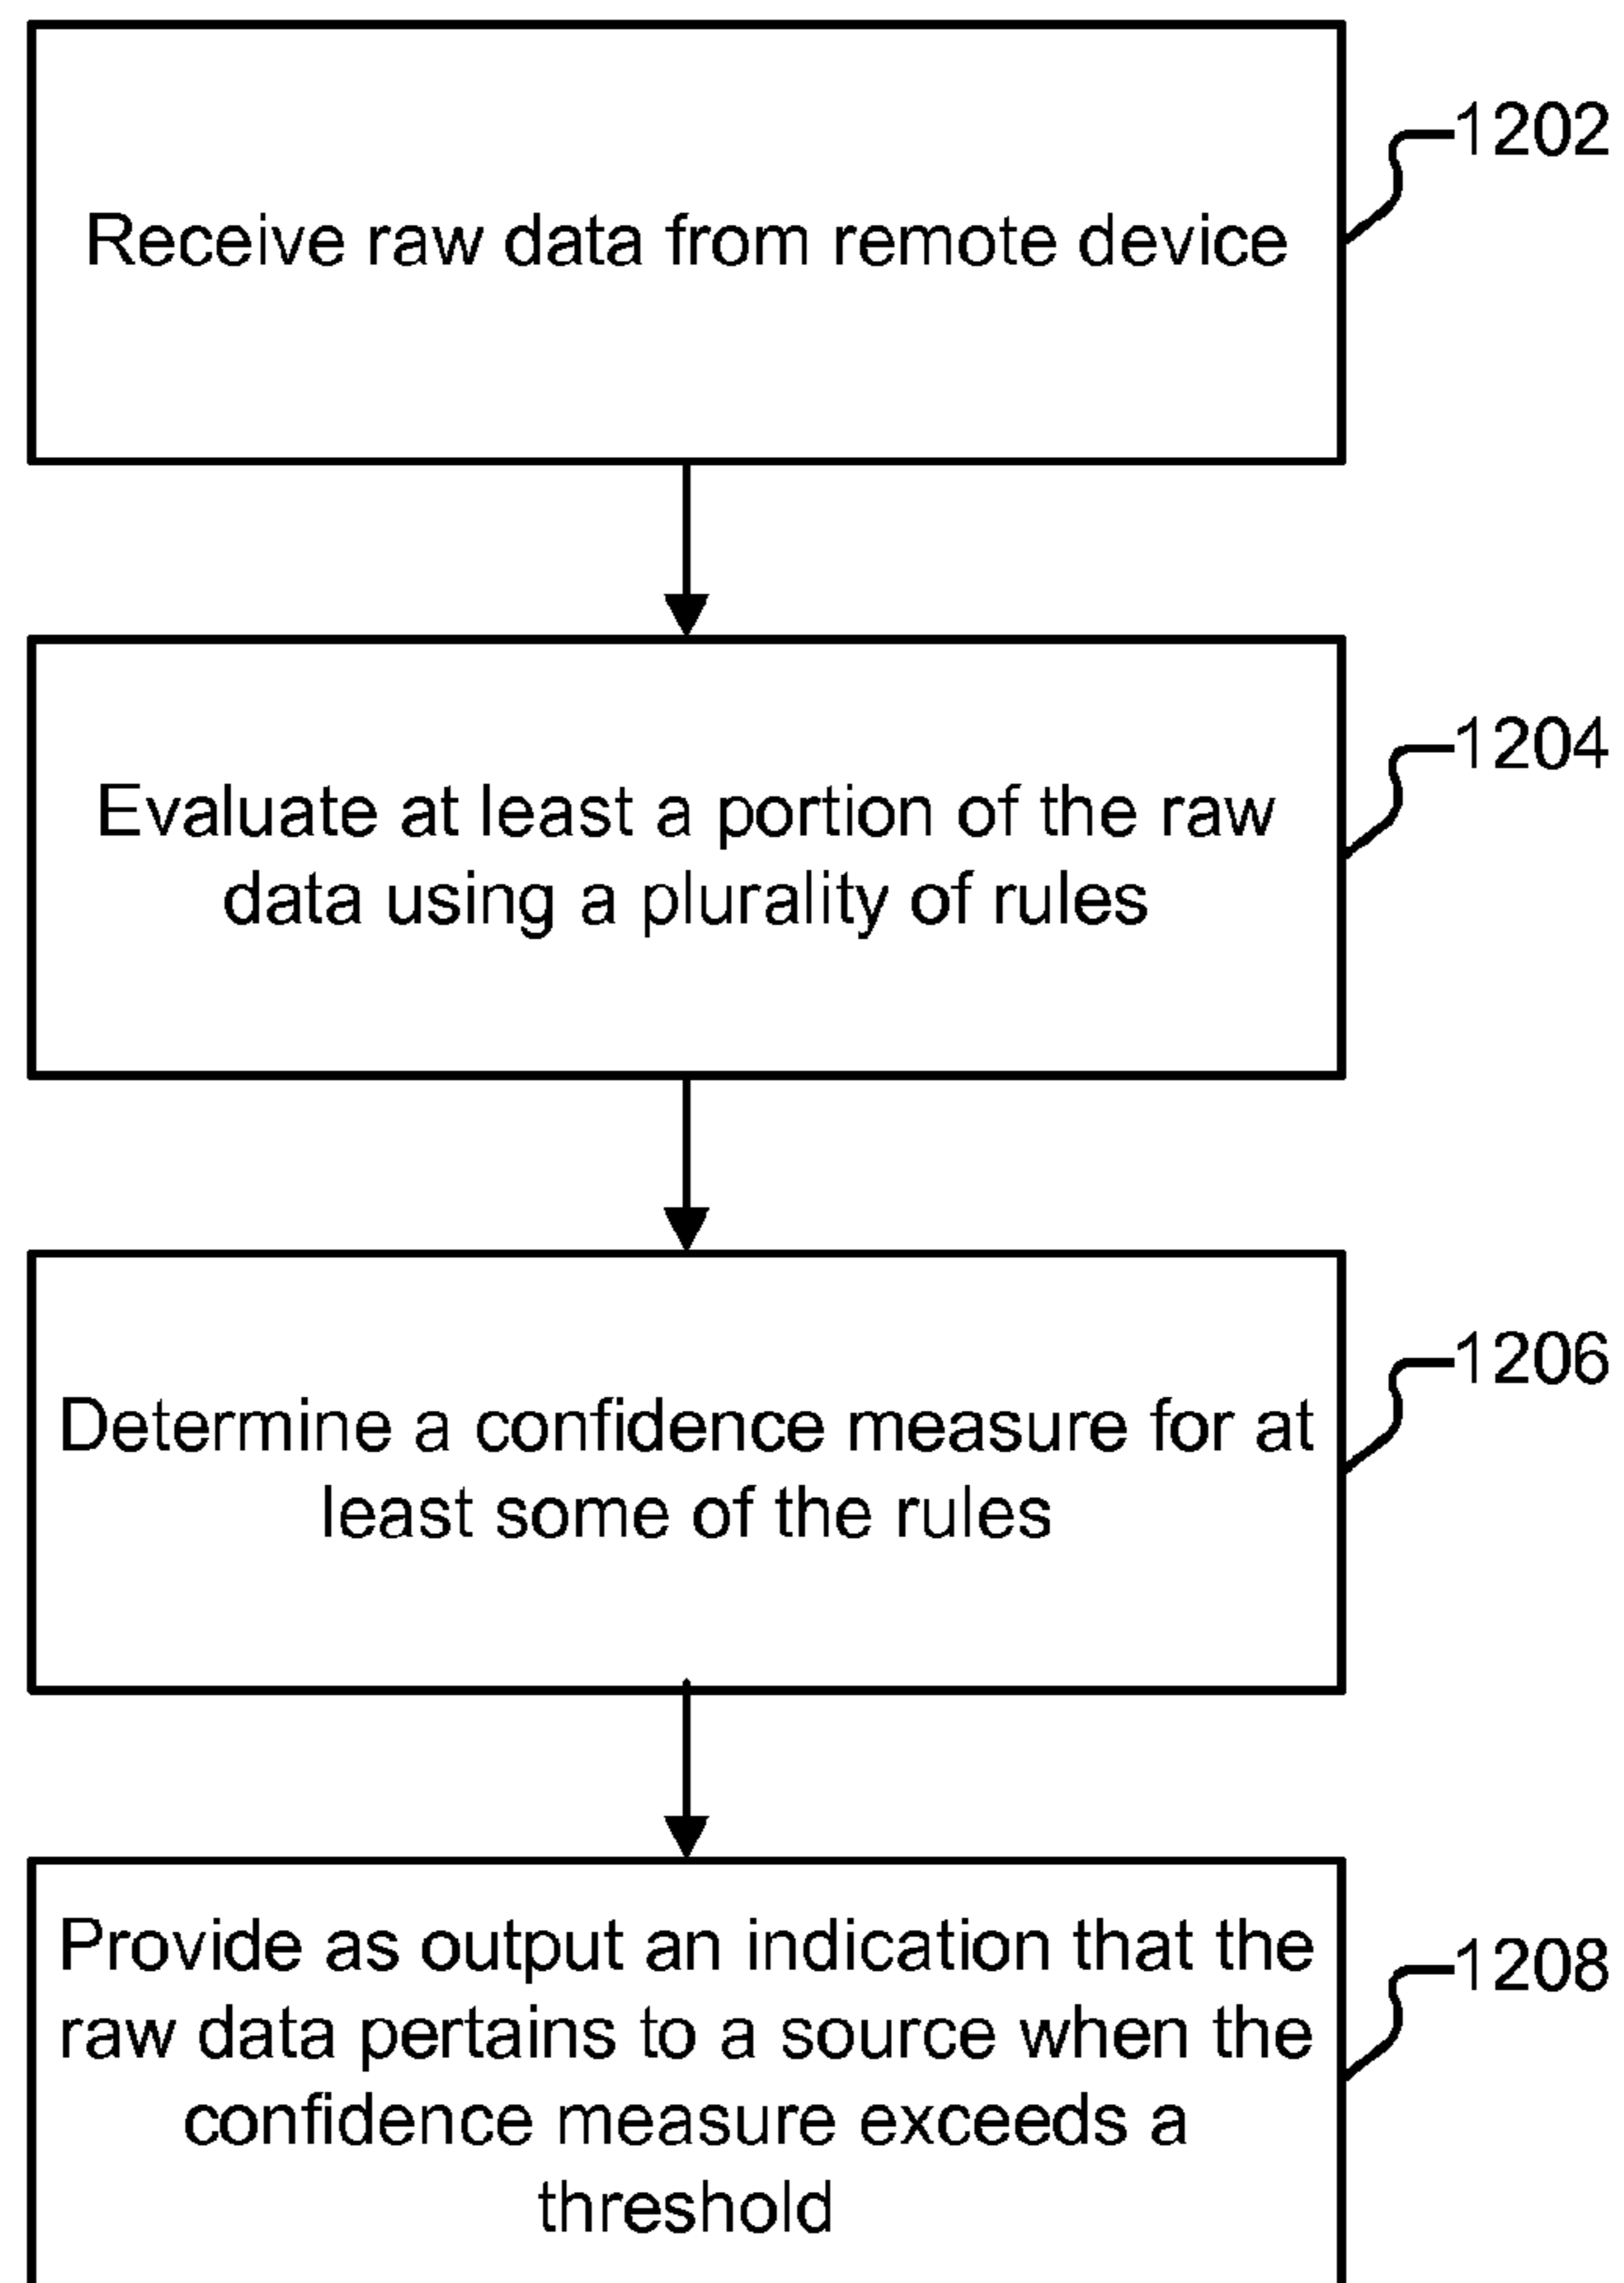 1202
Receive raw data from remote device
1204
Evaluate at least a portion of the raw
data using a plurality of rules
1206
Determine a confidence measure for at
least some of the rules
1208
Provide as output an indication that the
raw data pertains to a source when the
confidence measure exceeds a
threshold